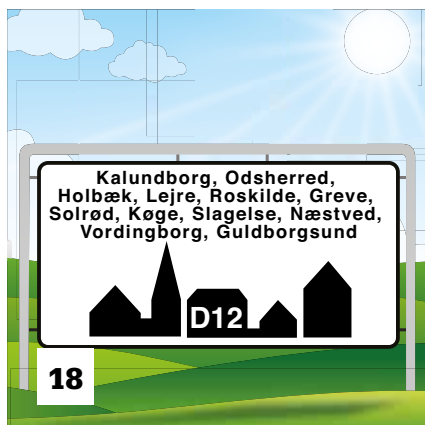 Kalundborg, Odsherred,
Holbæk, Lejre, Roskilde, Greve,
Solrød, Køge, Slagelse, Næstved,
Vordingborg, Guldborgsund
D12
18